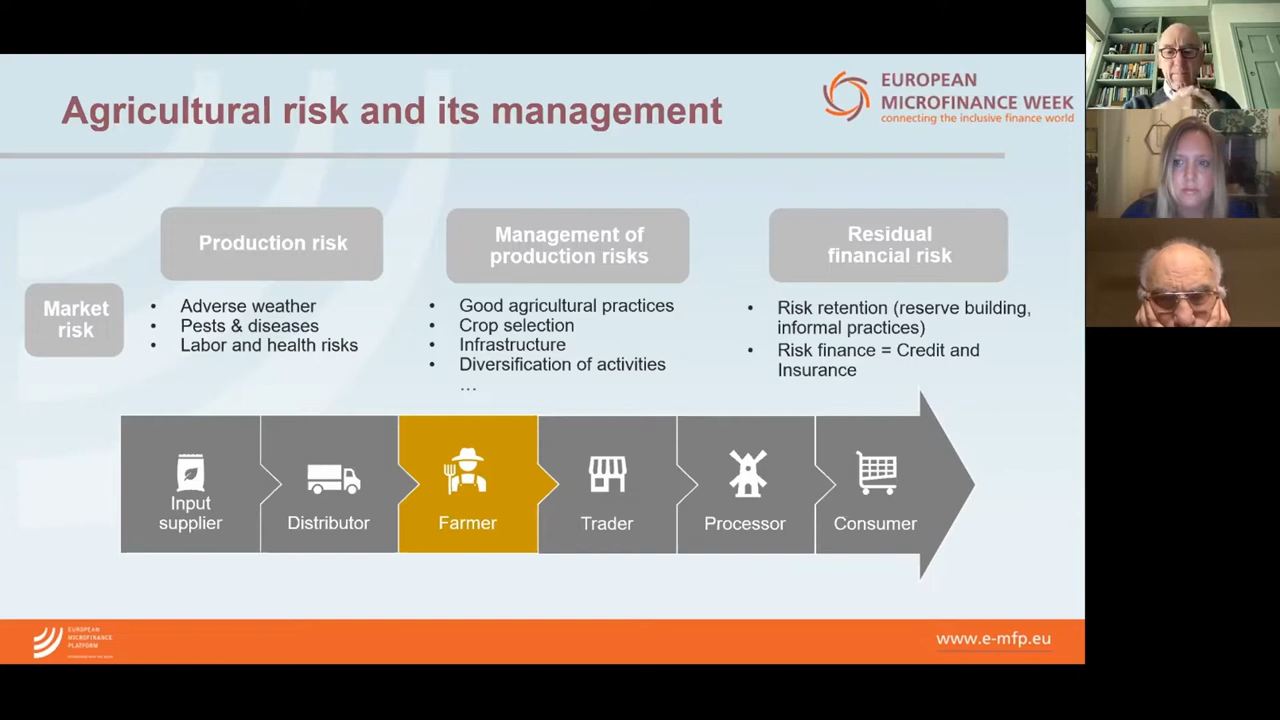 Agricultural risk and its management
EUROPEAN
MICROFINANCE WEEK
connecting the inclusive finance world
Market
risk
Production risk
• Adverse weather
• Pests & diseases
• Labor and health risks
Management of
production risks
• Good agricultural practices
• Crop selection
• Infrastructure
• Diversification of activities
…
Residual
financial risk
• Risk retention (reserve building,
informal practices)
• Risk finance = Credit and
Insurance
Input
supplier
Distributor
Farmer
Trader
Processor
Consumer
EUROPEAN
MICROFINANCE
PLATFORM
www.e-mfp.eu